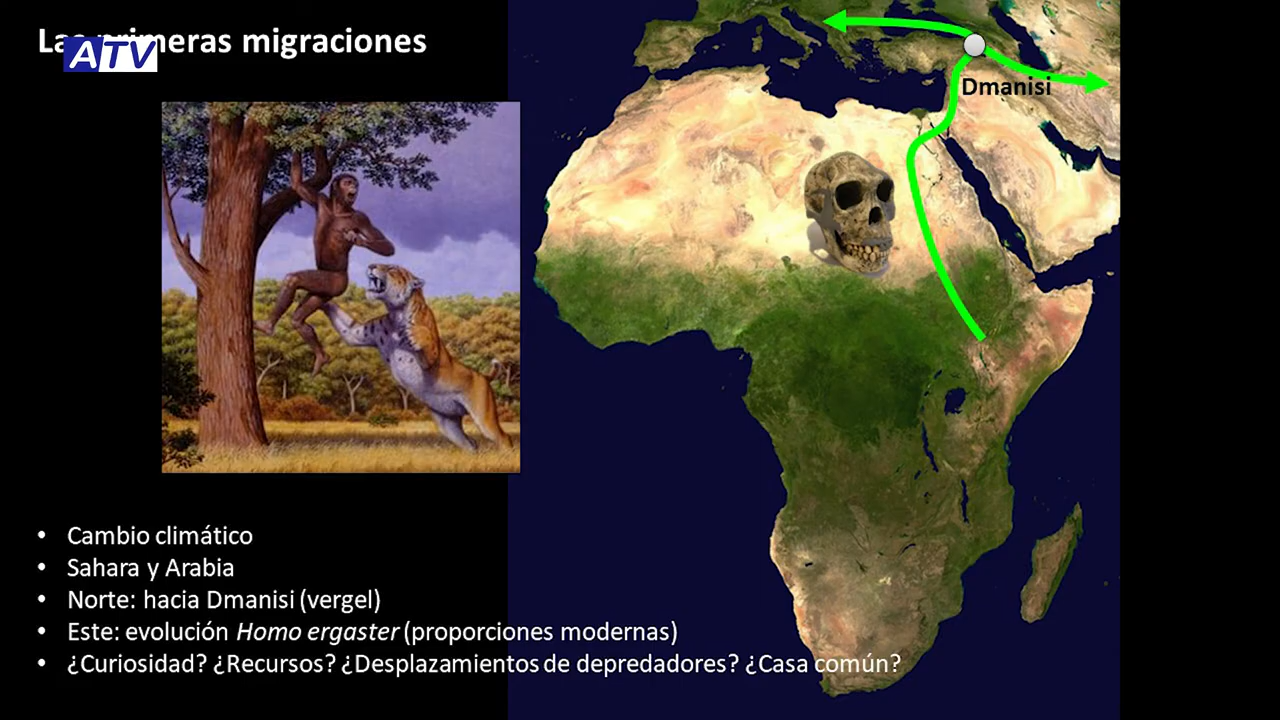 Las primeras migraciones
ATV
Dmanisi
• Cambio climático
• Sahara y Arabia
• Norte: hacia Dmanisi (vergel)
• Este: evolución Homo ergaster (proporciones modernas)
• ¿Curiosidad? ¿Recursos? ¿Desplazamientos de depredadores? ¿Casa común?